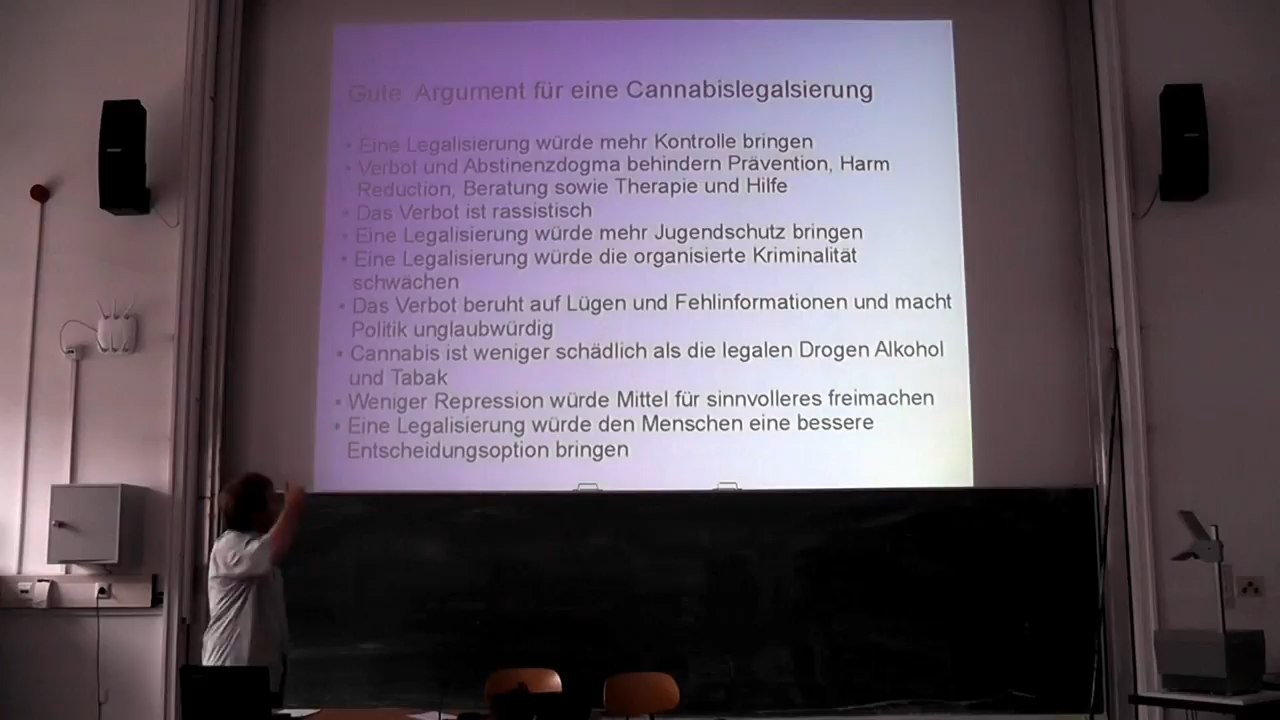 Gute Argument für eine Cannabislegalsierung
• Eine Legalisierung würde mehr Kontrolle bringen
• Verbot und Abstinenzdogma behindern Prävention, Harm
Reduction, Beratung sowie Therapie und Hilfe
• Das Verbot ist rassistisch
• Eine Legalisierung würde mehr Jugendschutz bringen
• Eine Legalisierung würde die organisierte Kriminalität
schwächen
• Das Verbot beruht auf Lügen und Fehlinformationen und macht
Politik unglaubwürdig
• Cannabis ist weniger schädlich als die legalen Drogen Alkohol
und Tabak
• Weniger Repression würde Mittel für sinnvolleres freimachen
• Eine Legalisierung würde den Menschen eine bessere
Entscheidungsoption bringen